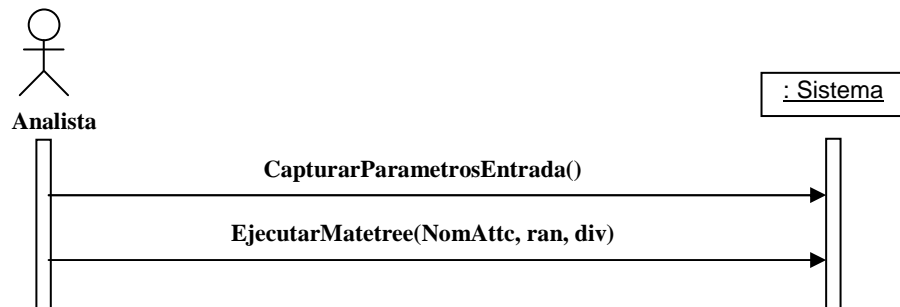 : Sistema
Analista
CapturarParametrosEntrada()
EjecutarMatetree(NomAttc, ran, div)